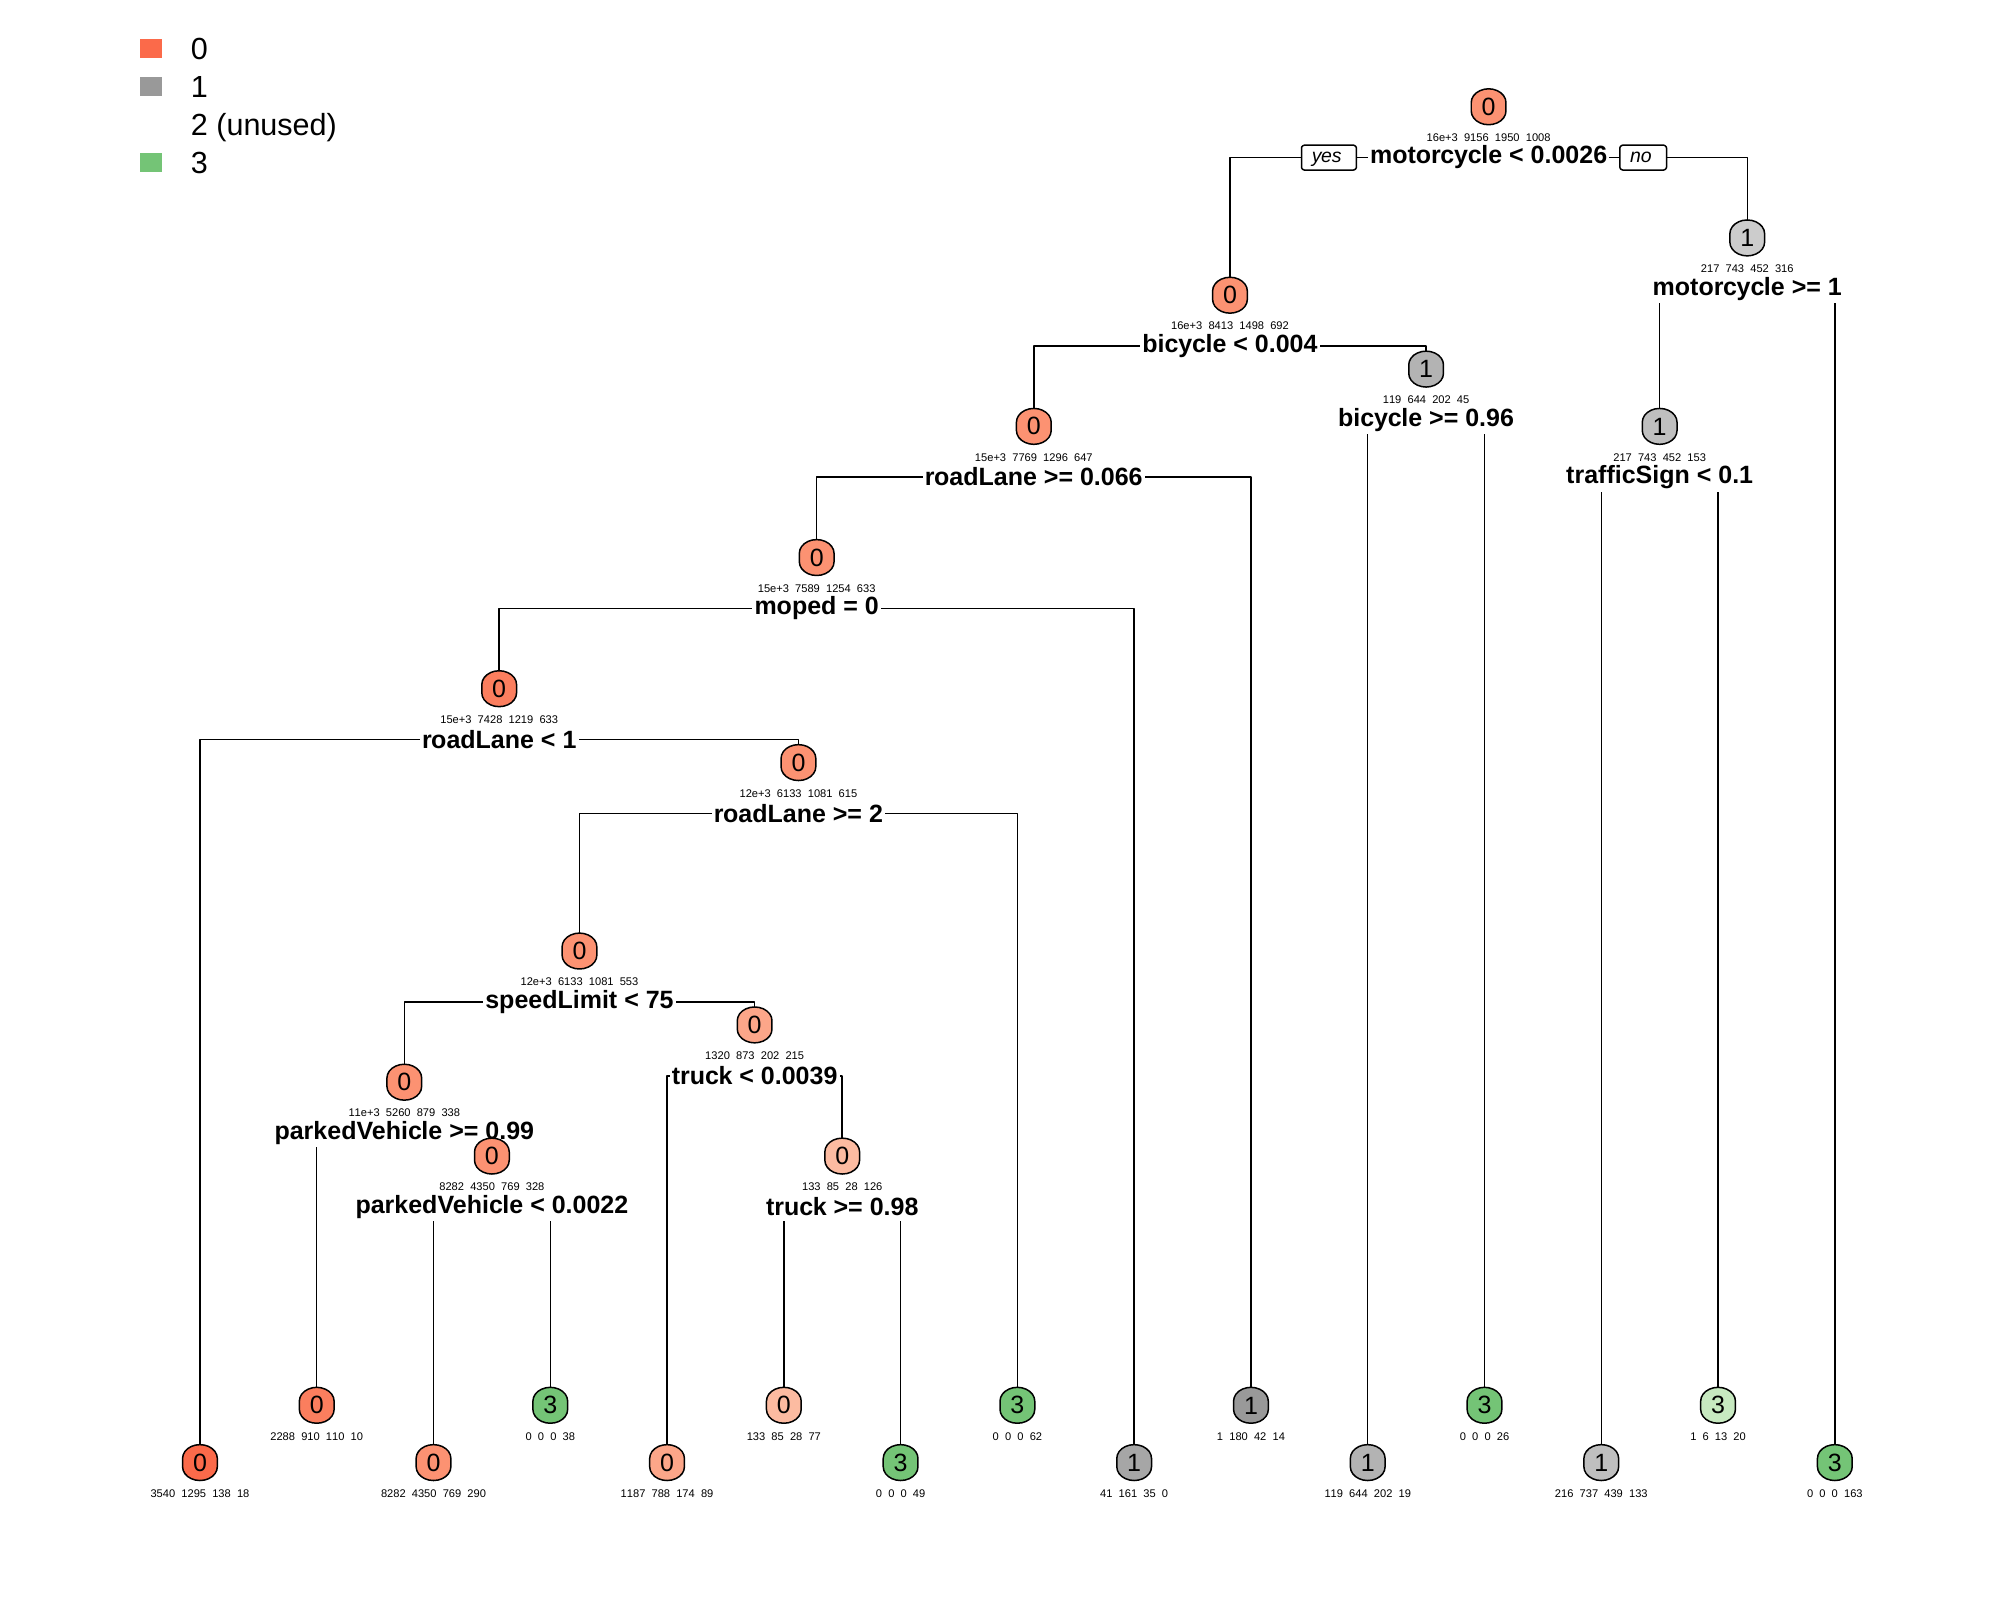 0
1
2 (unused)
3
0
16e+3 9156 1950 1008
yes motorcycle < 0.0026 no
1
217 743 452 316
motorcycle >= 1
0
16e+3 8413 1498 692
bicycle < 0.004
1
119 644 202 45
bicycle >= 0.96
0
15e+3 7769 1296 647
roadLane >= 0.066
1
217 743 452 153
trafficSign < 0.1
0
15e+3 7589 1254 633
moped = 0
0
15e+3 7428 1219 633
roadLane < 1
0
12e+3 6133 1081 615
roadLane >= 2
0
12e+3 6133 1081 553
speedLimit < 75
0
1320 873 202 215
truck < 0.0039
0
11e+3 5260 879 338
parkedVehicle >= 0.99
0
8282 4350 769 328
parkedVehicle < 0.0022
0
133 85 28 126
truck >= 0.98
0
2288 910 110 10
3
0 0 0 38
0
133 85 28 77
3
0 0 0 62
1
1 180 42 14
3
0 0 0 26
3
1 6 13 20
0
3540 1295 138 18
0
8282 4350 769 290
0
1187 788 174 89
3
0 0 0 49
1
41 161 35 0
1
119 644 202 19
1
216 737 439 133
3
0 0 0 163